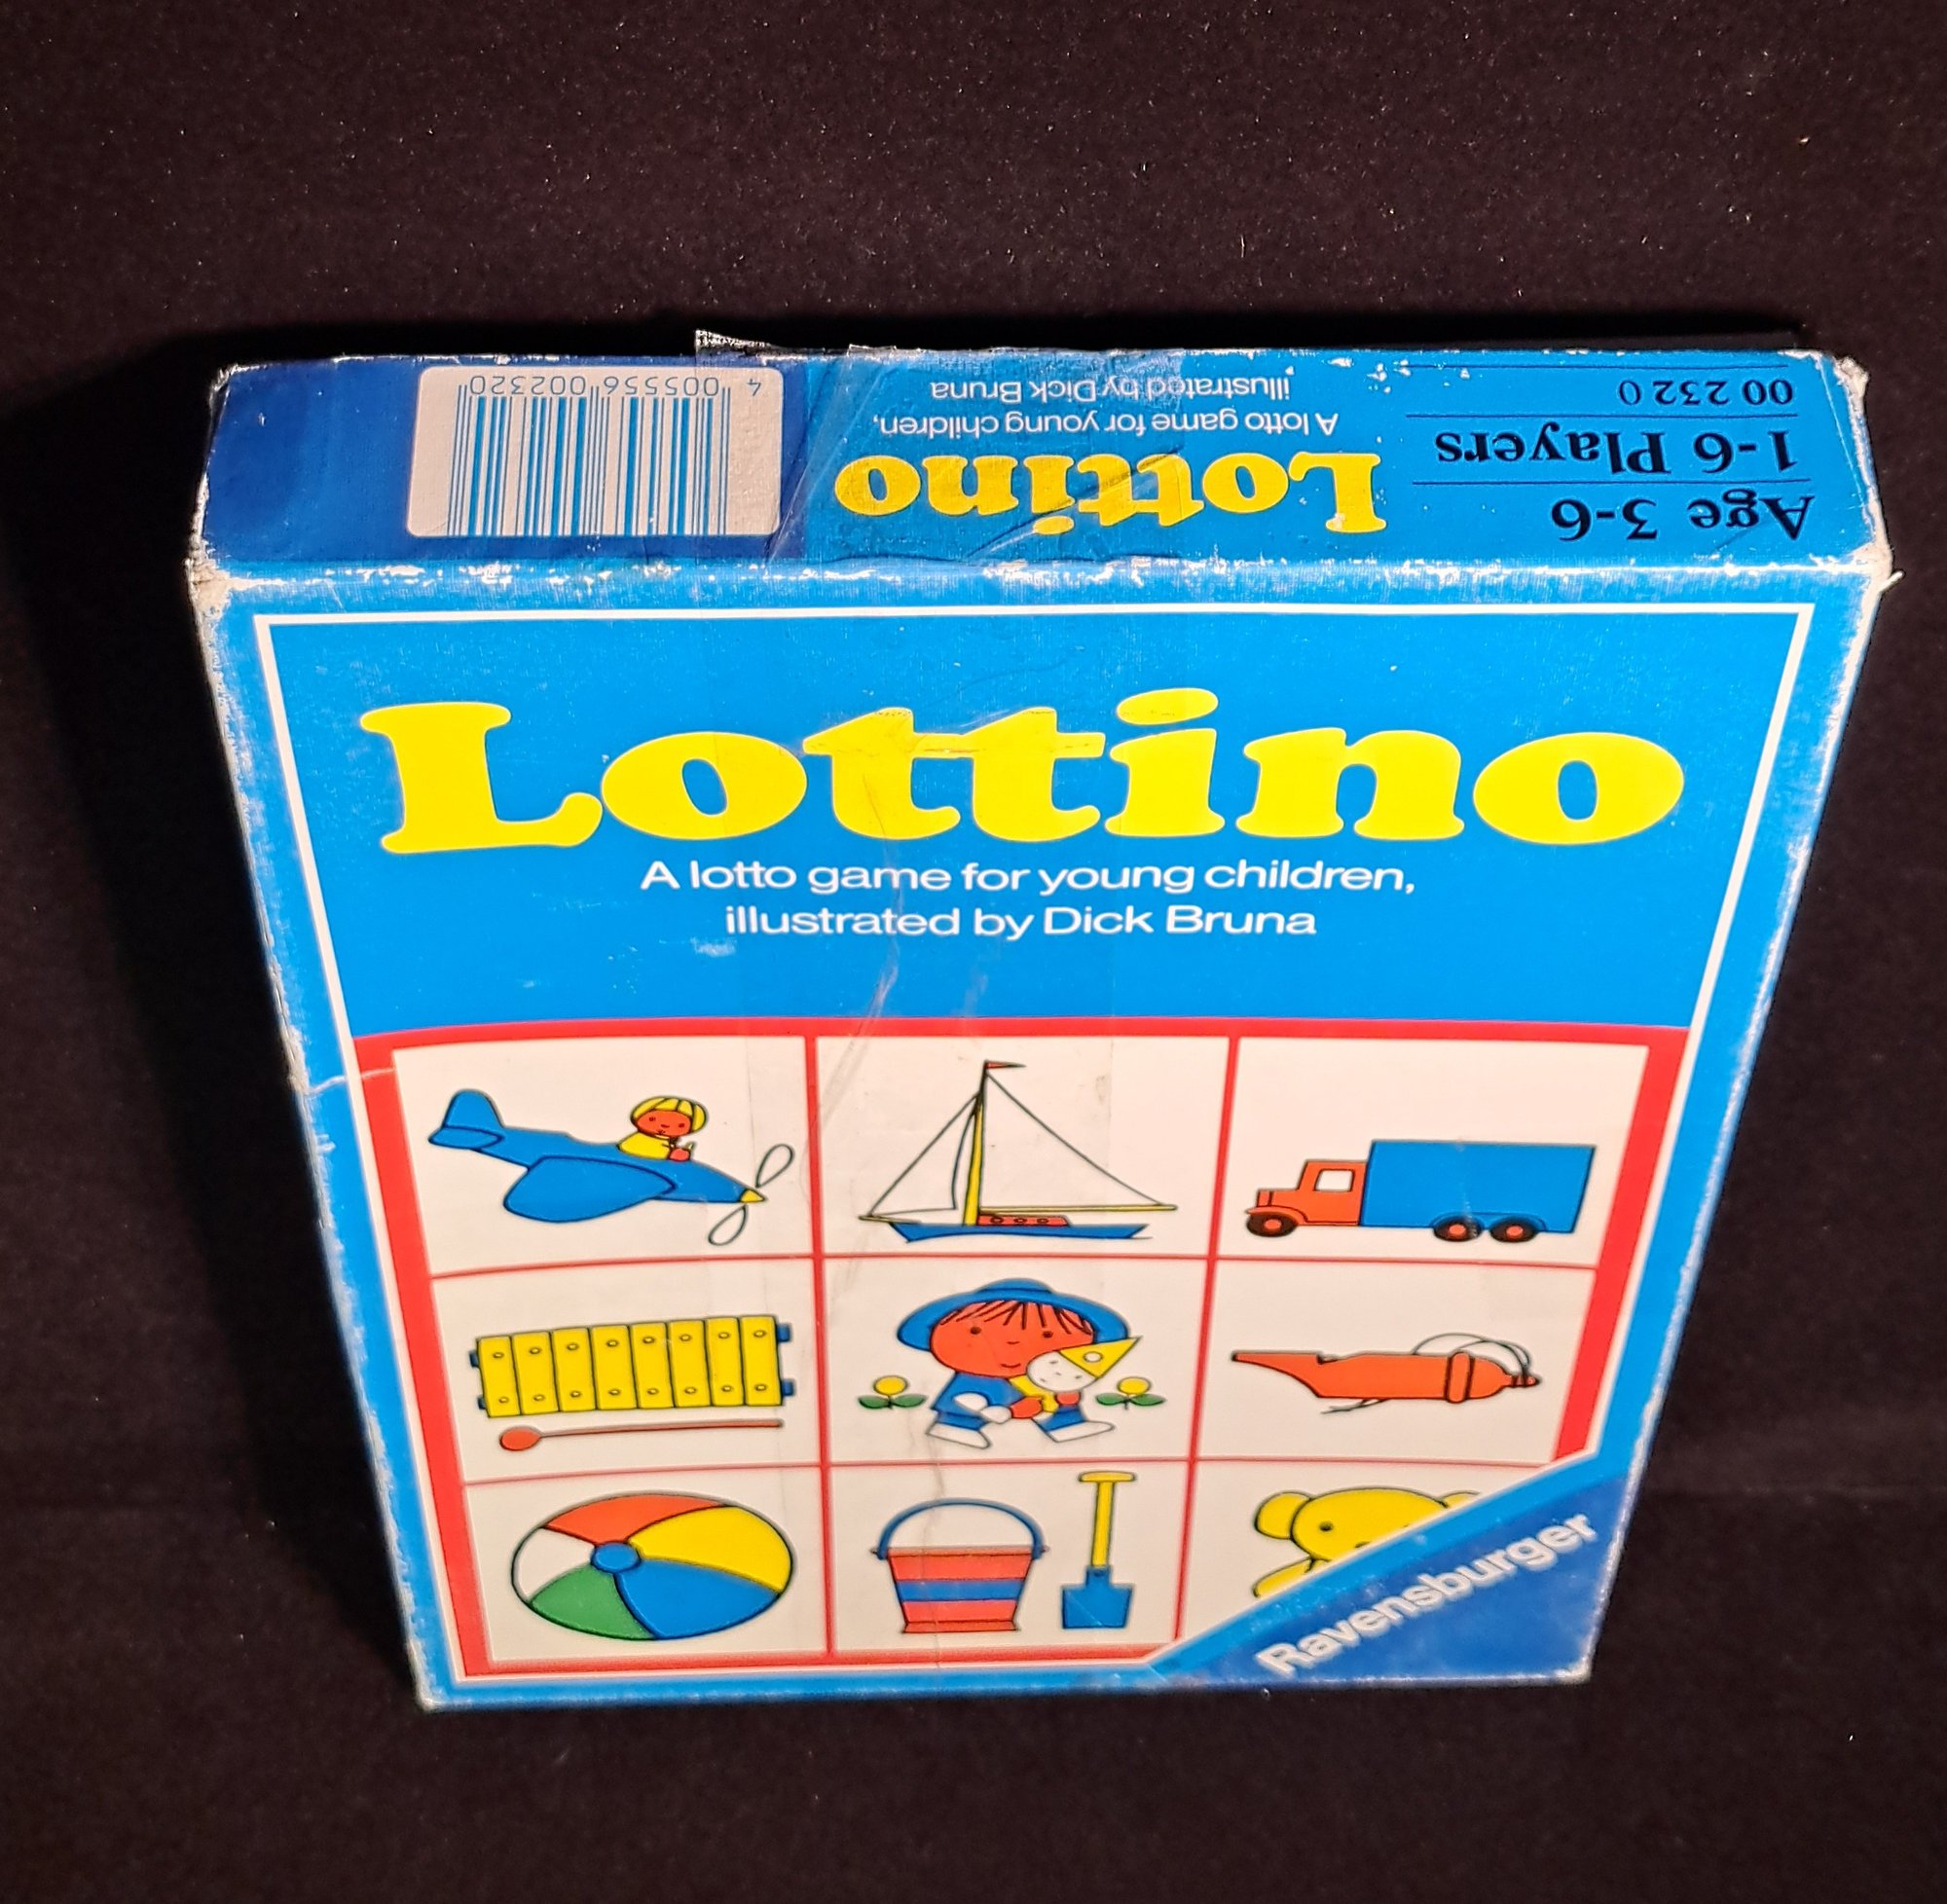 4 005556 002320
Lottino
A lotto game for young children,
illustrated by Dick Bruna
Age 3-6
1-6 Players
00 232 0
Lottino
A lotto game for young children,
illustrated by Dick Bruna
Ravensburger